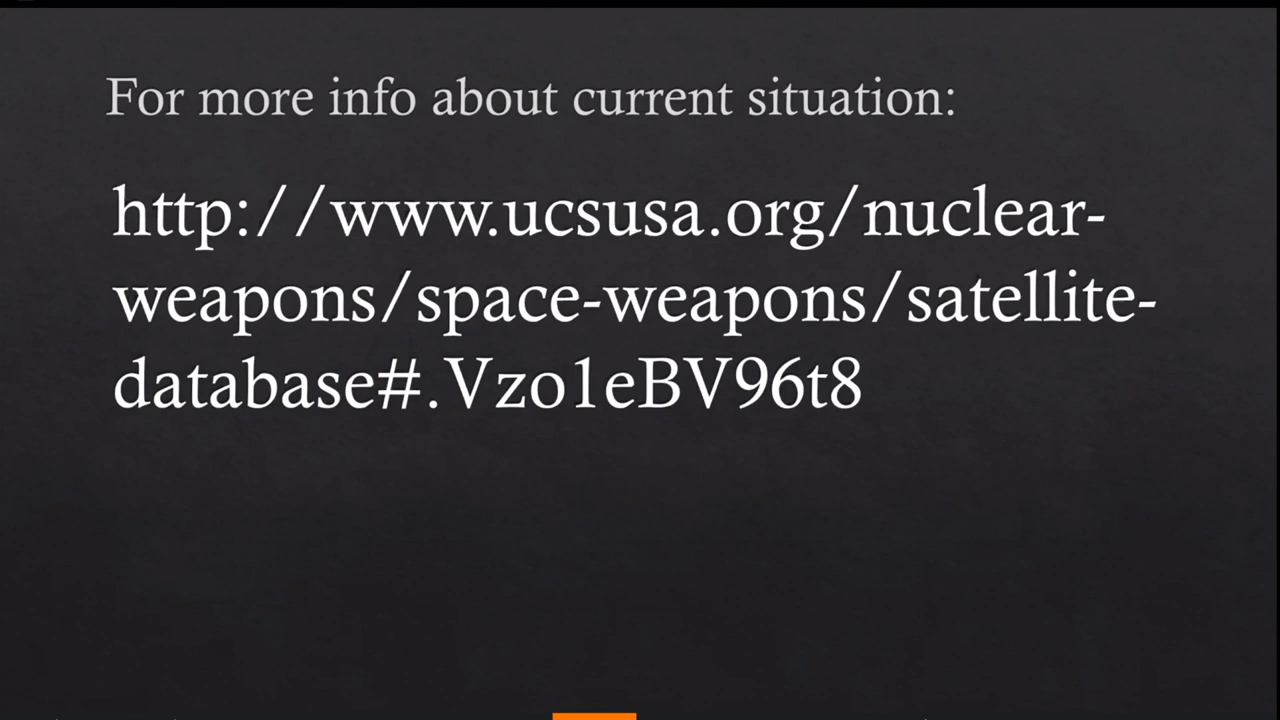 For more info about current situation:
http://www.ucsusa.org/nuclear-
weapons/space-weapons/satellite-
database#.Vzo1eBV96t8